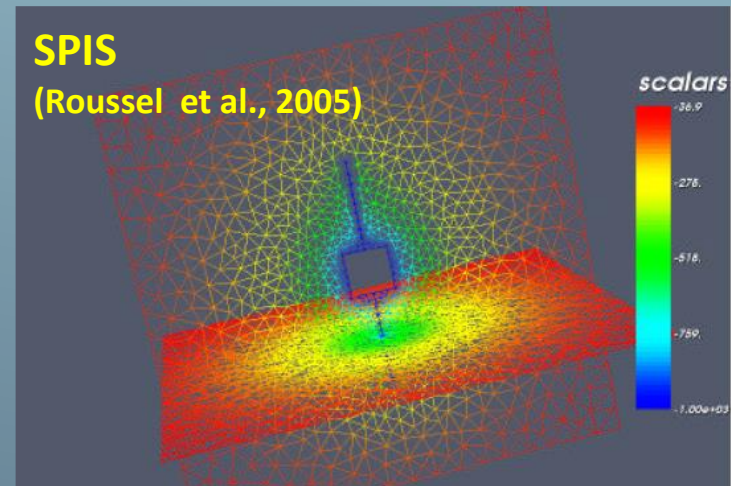 SPIS
(Roussel et al., 2005)
scalars
-36.9
-278.
-518.
-759.
-1.00e+03